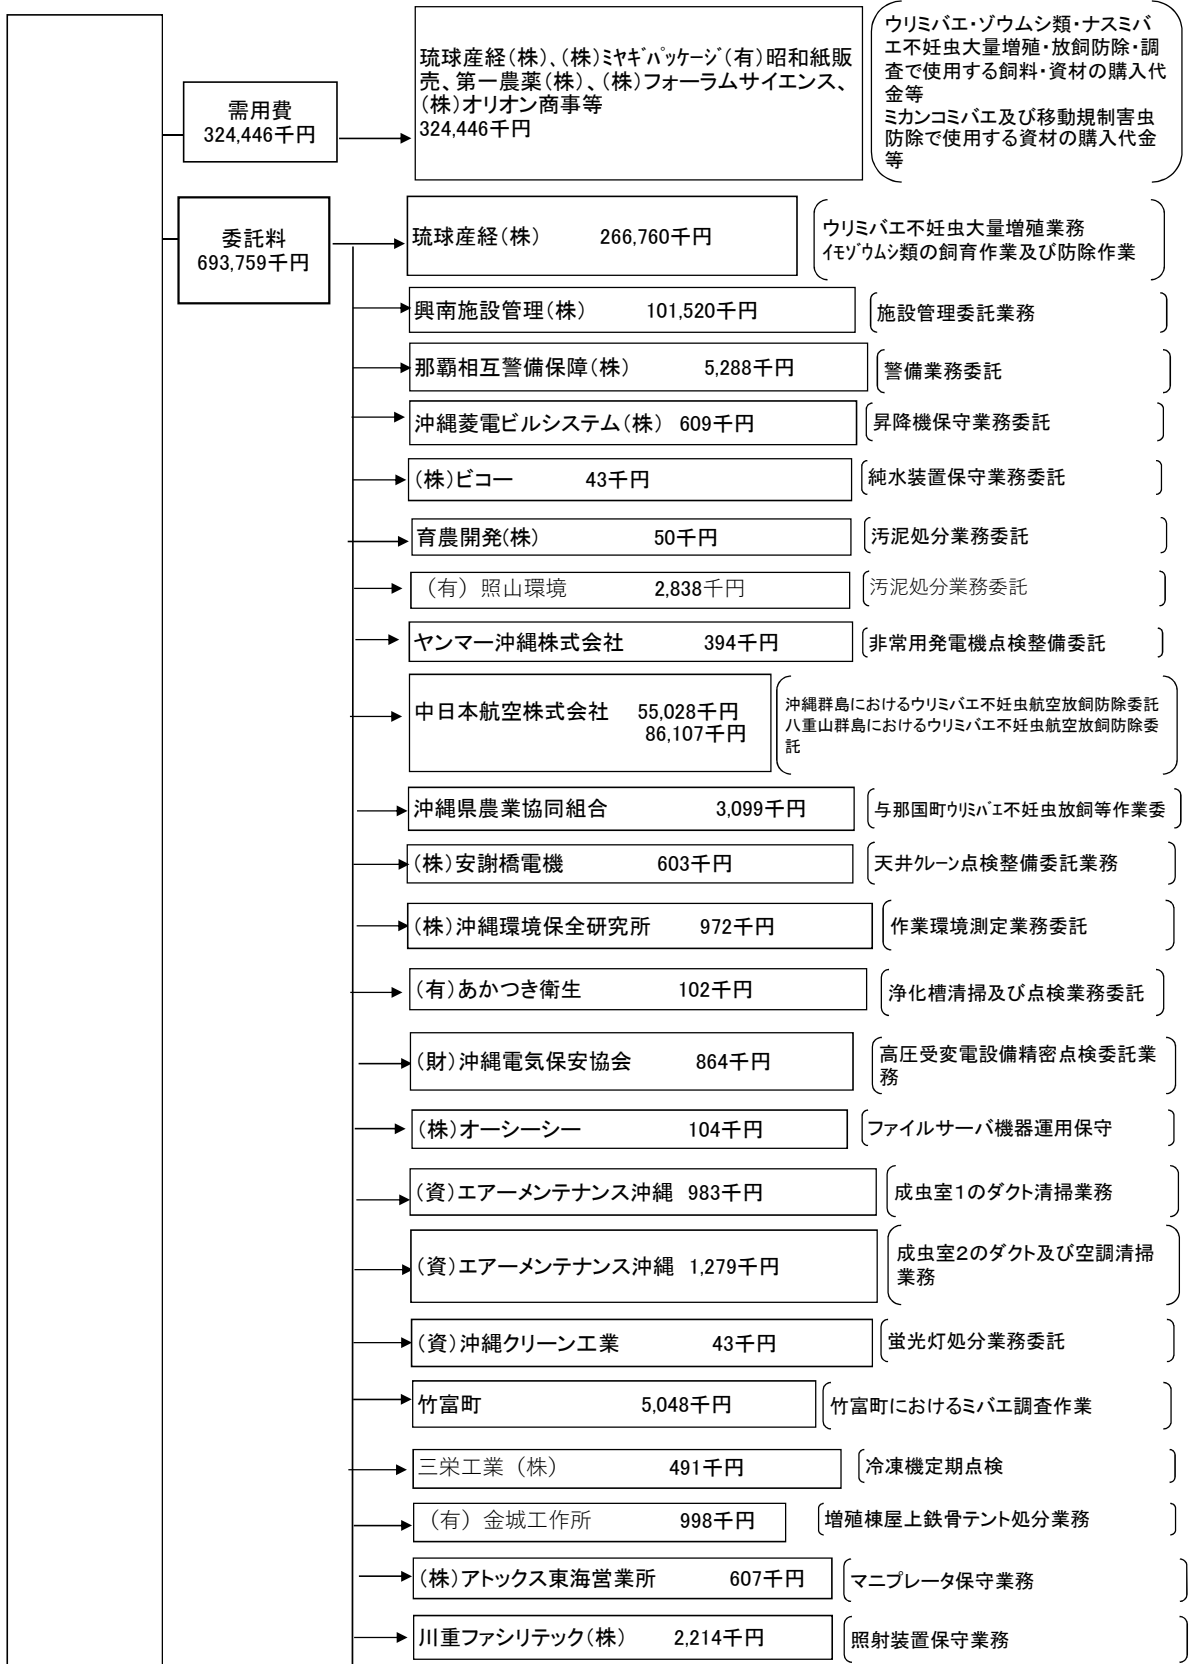 需用費
324,446千円
琉球産経(株)、(株)ﾐﾔｷﾞﾊﾟｯｹｰｼﾞ(有)昭和紙販
売、第一農薬(株)、(株)フォーラムサイエンス、
(株)オリオン商事等
324,446千円
ウリミバエ・ゾウムシ類・ナスミバ
エ不妊虫大量増殖・放飼防除・調
査で使用する飼料・資材の購入代
金等
ミカンコミバエ及び移動規制害虫
防除で使用する資材の購入代金
等
委託料
693,759千円
琉球産経(株) 266,760千円
ウリミバエ不妊虫大量増殖業務
ｲﾓｿﾞｳﾑｼ類の飼育作業及び防除作業
興南施設管理(株) 101,520千円
施設管理委託業務
那覇相互警備保障(株) 5,288千円
警備業務委託
沖縄菱電ビルシステム(株) 609千円
昇降機保守業務委託
(株)ビコー 43千円
純水装置保守業務委託
育農開発(株) 50千円
汚泥処分業務委託
(有)照山環境 2,838千円
汚泥処分業務委託
ヤンマー沖縄株式会社 394千円
非常用発電機点検整備委託
中日本航空株式会社 55,028千円
86,107千円
沖縄群島におけるウリミバエ不妊虫航空放飼防除委託
八重山群島におけるウリミバエ不妊虫航空放飼防除委
託
沖縄県農業協同組合 3,099千円
与那国町ｳﾘﾐﾊﾞｴ不妊虫放飼等作業委
(株)安謝橋電機 603千円
天井ｸﾚｰﾝ点検整備委託業務
(株)沖縄環境保全研究所 972千円
作業環境測定業務委託
(有)あかつき衛生 102千円
浄化槽清掃及び点検業務委託
(財)沖縄電気保安協会 864千円
高圧受変電設備精密点検委託業
務
(株)オーシーシー 104千円
ファイルサーバ機器運用保守
(資)エアーメンテナンス沖縄 983千円
成虫室1のダクト清掃業務
(資)エアーメンテナンス沖縄 1,279千円
成虫室2のダクト及び空調清掃
業務
(資)沖縄クリーン工業 43千円
蛍光灯処分業務委託
竹富町 5,048千円
竹富町におけるミバエ調査作業
三栄工業(株) 491千円
冷凍機定期点検
(有)金城工作所 998千円
増殖棟屋上鉄骨テント処分業務
(株)アトックス東海営業所 607千円
マニプレータ保守業務
川重ファシリテック(株) 2,214千円
照射装置保守業務